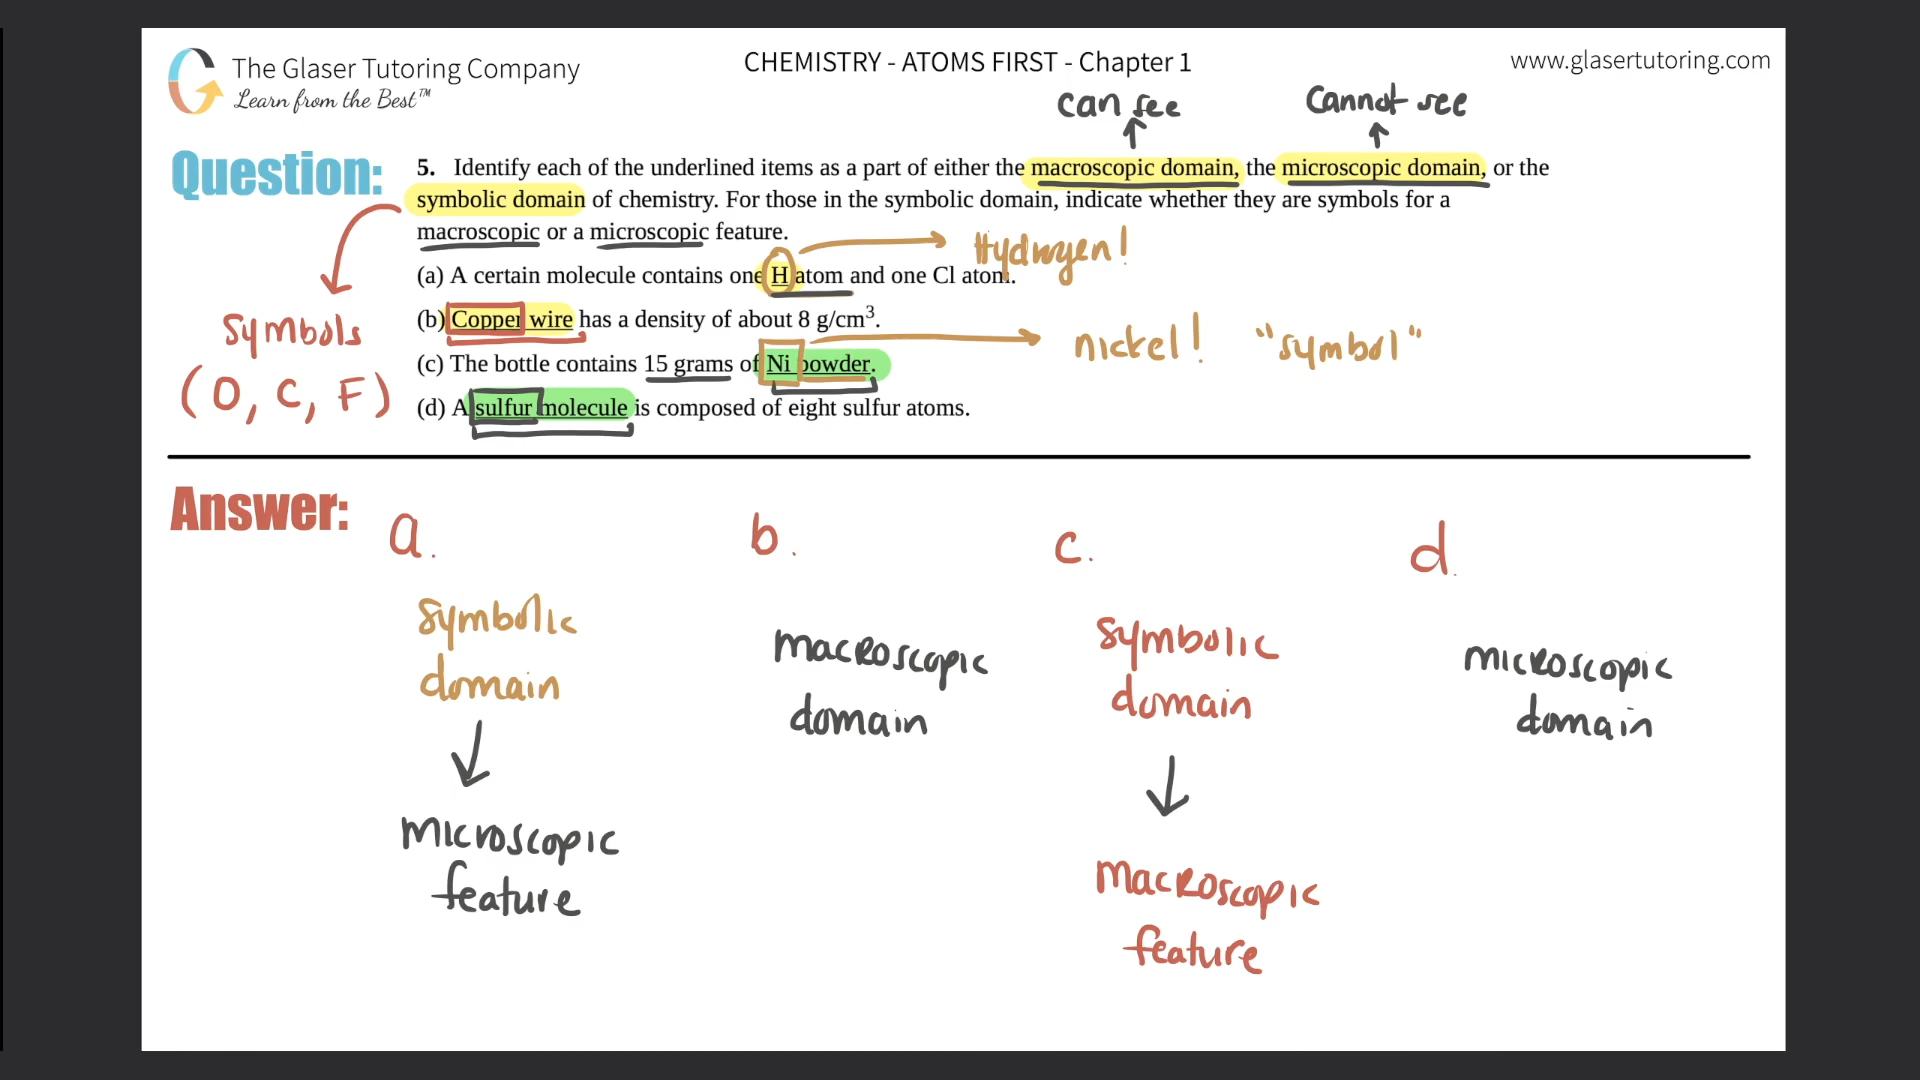 The Glaser Tutoring Company
Learn from the Best™
CHEMISTRY - ATOMS FIRST - Chapter 1
www.glasertutoring.com
can see
cannot see
Question:
5. Identify each of the underlined items as a part of either the macroscopic domain, the microscopic domain, or the
symbolic domain of chemistry. For those in the symbolic domain, indicate whether they are symbols for a
macroscopic or a microscopic feature.
Hydrogen!
(a) A certain molecule contains one H atom and one Cl atom.
(b) Copper wire has a density of about 8 g/cm³.
symbols
nickel! "symbol"
(c) The bottle contains 15 grams of Ni powder.
(O, C, F)
(d) A sulfur molecule is composed of eight sulfur atoms.
Answer:
a.
b.
c.
d.
symbolic
domain
microscopic
feature
macroscopic
domain
symbolic
domain
macroscopic
feature
microscopic
domain